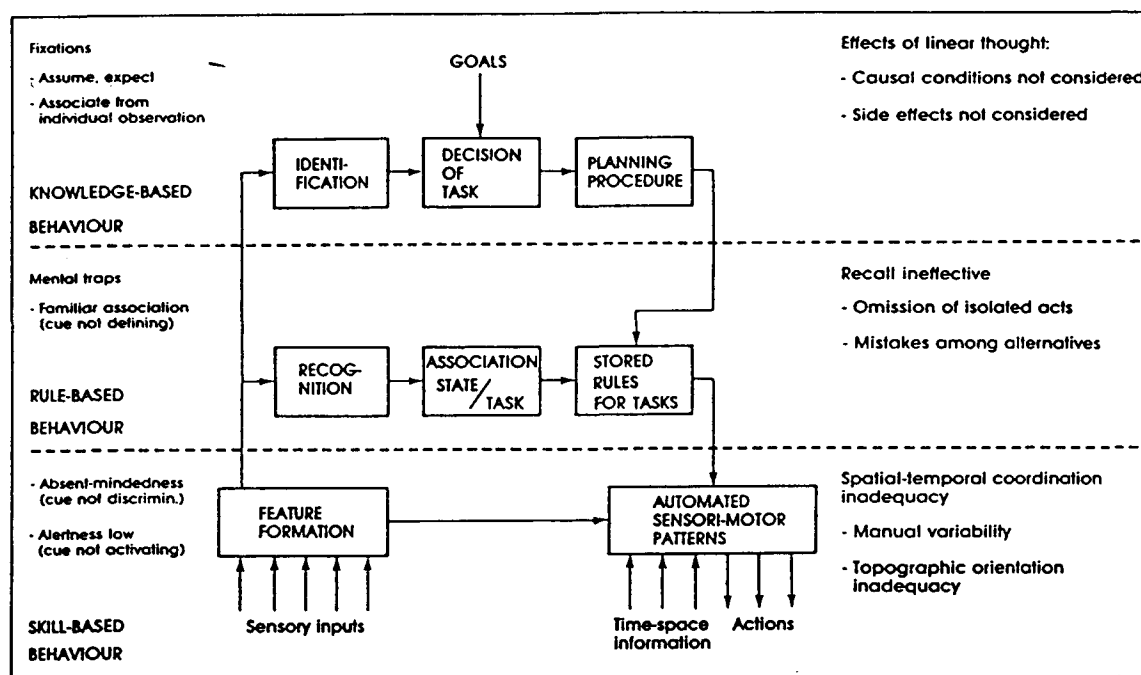 Fixations
- Assume, expect
- Associate from
individual observation
KNOWLEDGE-BASED
BEHAVIOUR
GOALS
IDENTI-
FICATION
DECISION
OF
TASK
PLANNING
PROCEDURE
Effects of linear thought:
- Causal conditions not considered
- Side effects not considered
Mental traps
- Familiar association
(cue not defining)
RULE-BASED
BEHAVIOUR
RECOG-
NITION
ASSOCIATION
STATE/
TASK
STORED
RULES
FOR TASKS
Recall ineffective
- Omission of isolated acts
- Mistakes among alternatives
- Absent-mindedness
(cue not discrimin.)
- Alertness low
(cue not activating)
SKILL-BASED
BEHAVIOUR
FEATURE
FORMATION
Sensory inputs
AUTOMATED
SENSORI-MOTOR
PATTERNS
Time-space
information
Actions
Spatial-temporal coordination
inadequacy
- Manual variability
- Topographic orientation
inadequacy